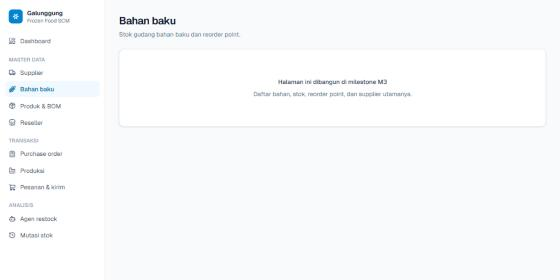 Galunggung
Frozen Food SCM
Dashboard
MASTER DATA
Supplier
Bahan baku
Produk & BOM
Reseller
TRANSAKSI
Purchase order
Produksi
Pesanan & kirim
ANALISIS
Agen restock
Mutasi stok
Bahan baku
Stok gudang bahan baku dan reorder point.
Halaman ini dibangun di milestone M3
Daftar bahan, stok, reorder point, dan supplier utamanya.